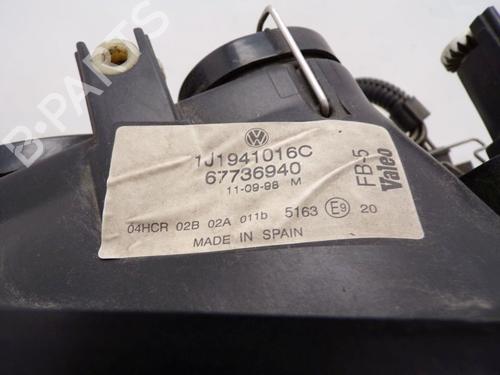 1J1941016C
67736940
11-09-98 M
04HCR 02B 02A 011b 5163 E9 20
MADE IN SPAIN
FB-5
Valeo
B-PARTS